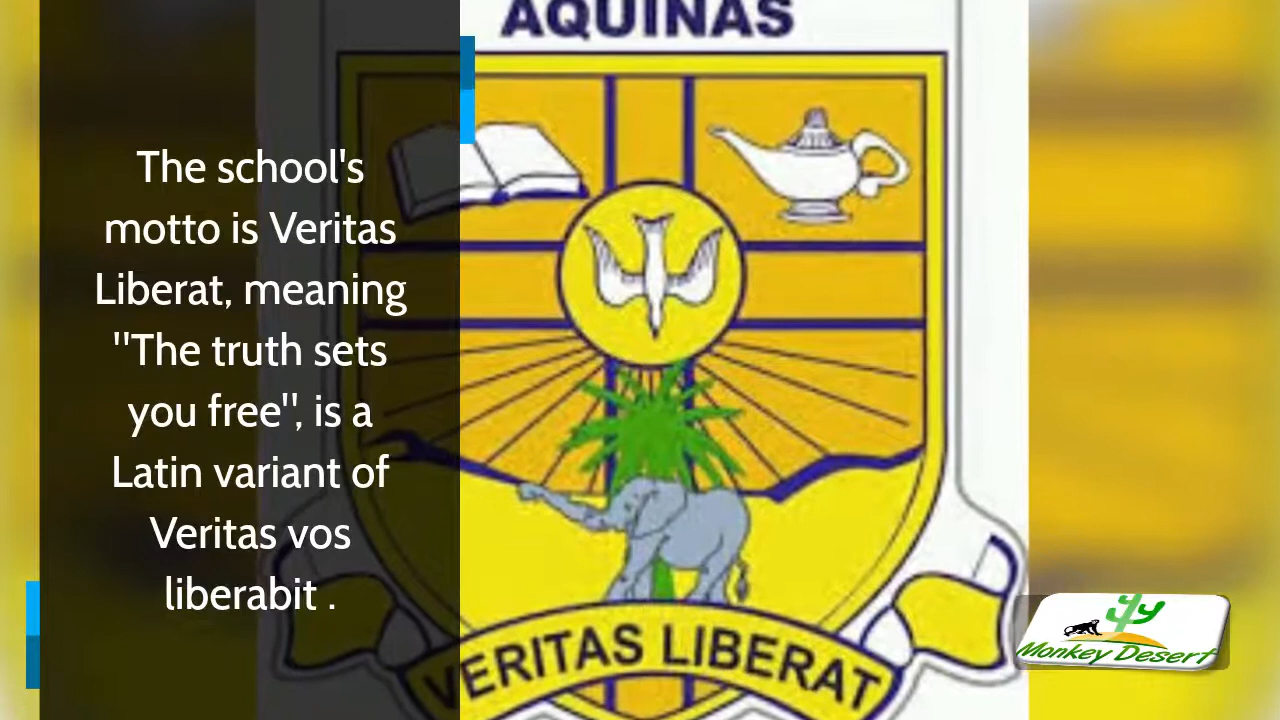 AQUINAS
The school's
motto is Veritas
Liberat, meaning
"The truth sets
you free", is a
Latin variant of
Veritas vos
liberabit .
VERITAS LIBERAT
Monkey Desert